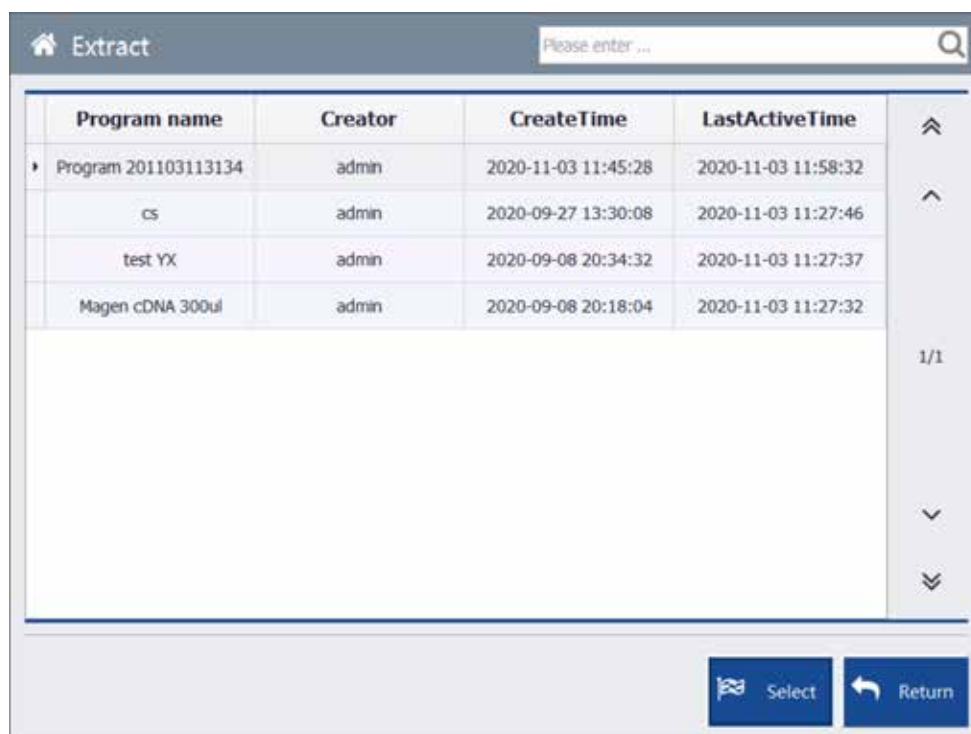 Extract
Please enter ...
Program name Creator CreateTime LastActiveTime
Program 201103113134 admin 2020-11-03 11:45:28 2020-11-03 11:58:32
cs admin 2020-09-27 13:30:08 2020-11-03 11:27:46
test YX admin 2020-09-08 20:34:32 2020-11-03 11:27:37
Magen cDNA 300ul admin 2020-09-08 20:18:04 2020-11-03 11:27:32
1/1
Select Return